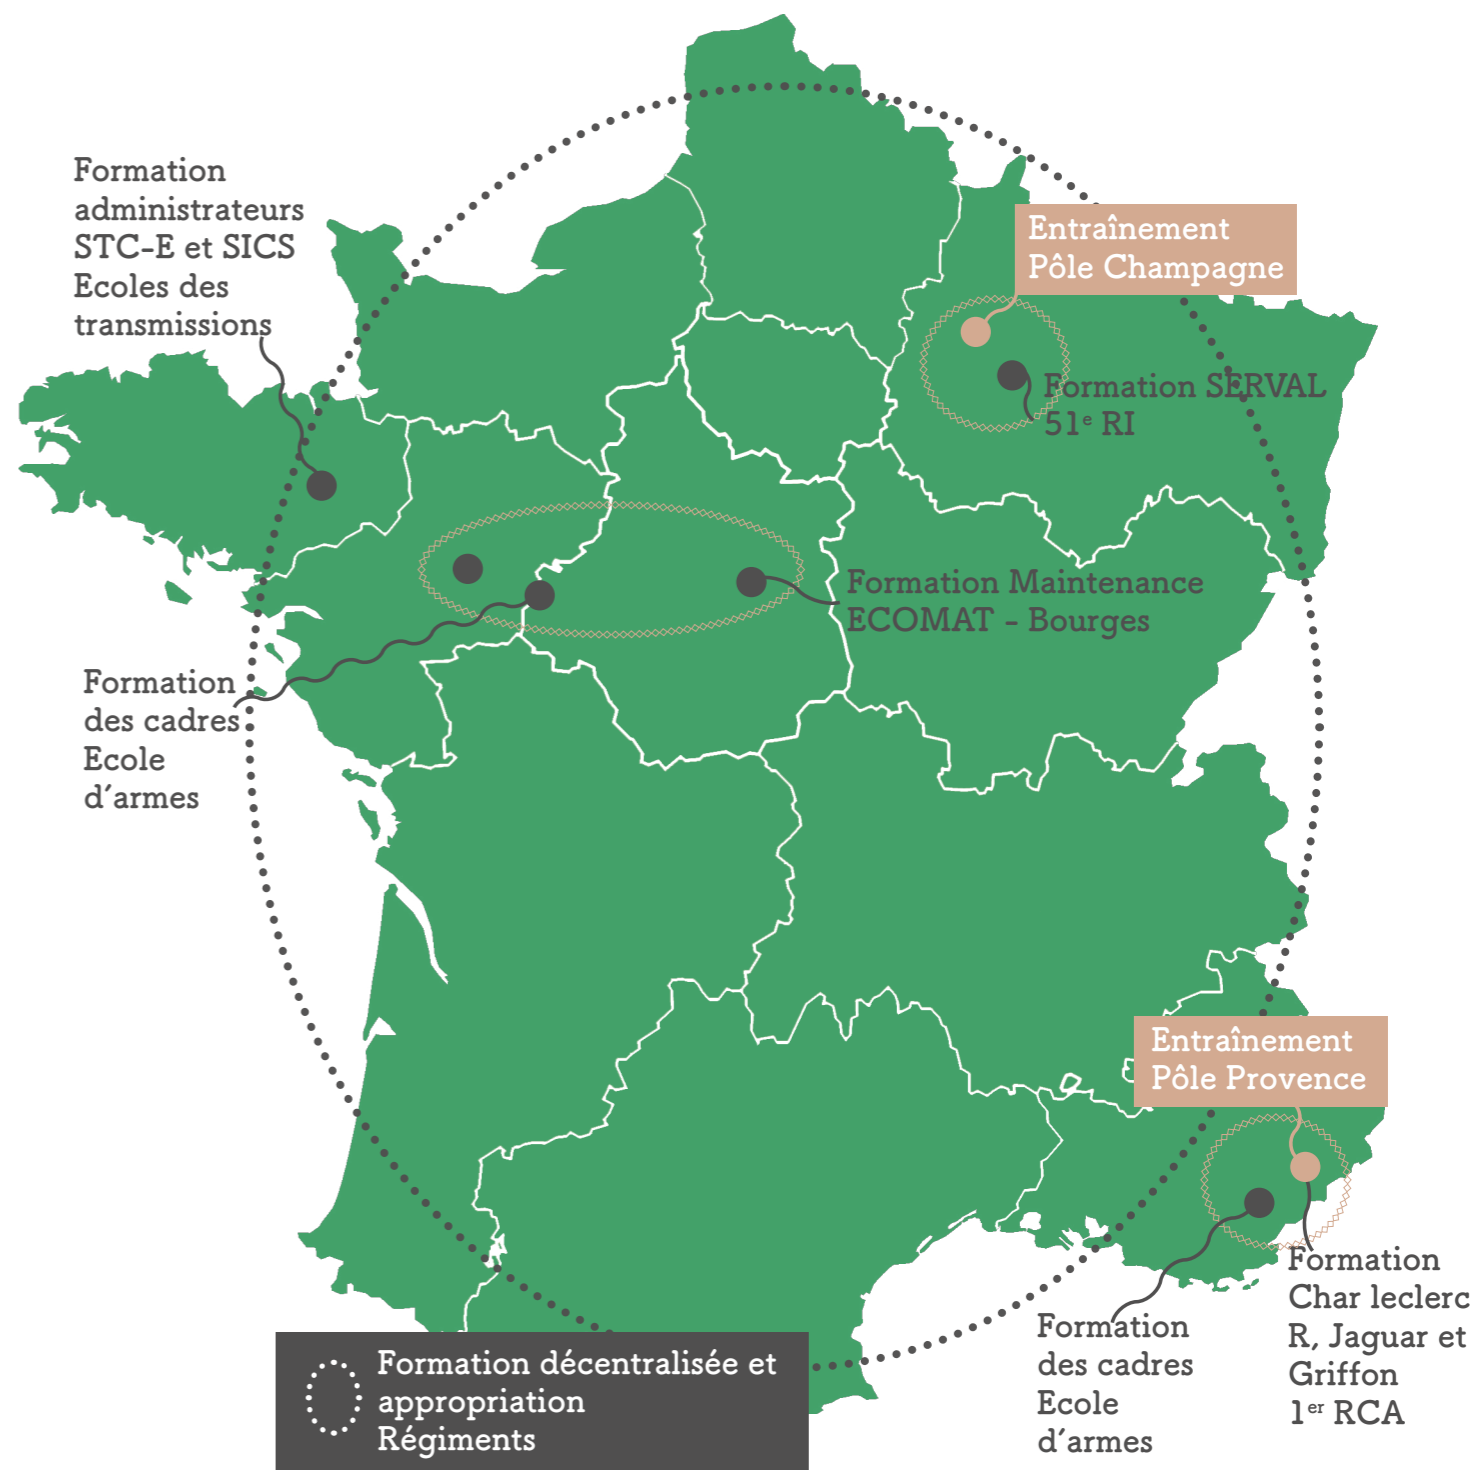 Formation
administrateurs
STC-E et SICS
Ecoles des
transmissions
Entraînement
Pôle Champagne
Formation SERVAL
51e RI
Formation Maintenance
ECOMAT - Bourges
Formation
des cadres
Ecole
d’armes
Entraînement
Pôle Provence
Formation
Char leclerc
R, Jaguar et
Griffon
1er RCA
Formation
des cadres
Ecole
d’armes
Formation décentralisée et
appropriation
Régiments